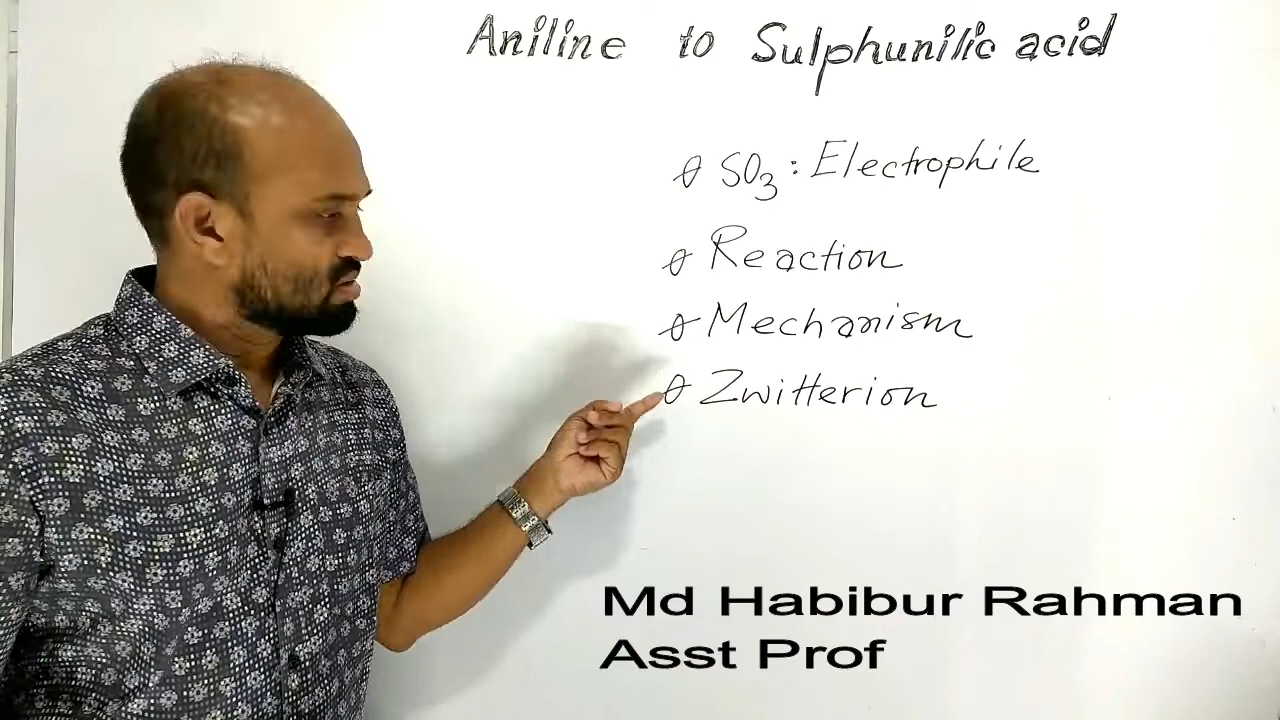 Aniline to Sulphunilic acid
SO3 : Electrophile
Reaction
Mechanism
Zwitterion
Md Habibur Rahman
Asst Prof